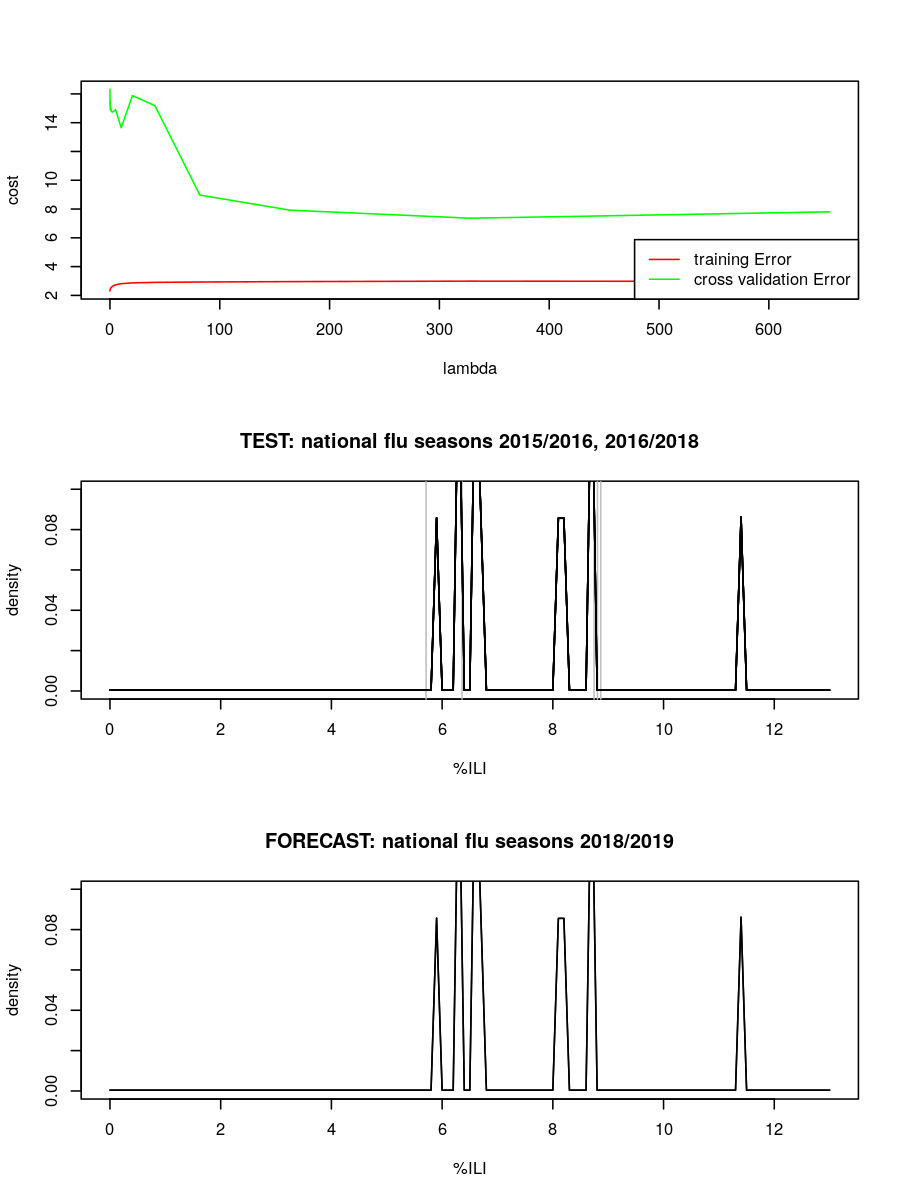 14
10
8
6
4
2
cost
training Error
cross validation Error
0 100 200 300 400 500 600
lambda
TEST: national flu seasons 2015/2016, 2016/2018
0.08
0.04
0.00
density
0 2 4 6 8 10 12
%ILI
FORECAST: national flu seasons 2018/2019
0.08
0.04
0.00
density
0 2 4 6 8 10 12
%ILI